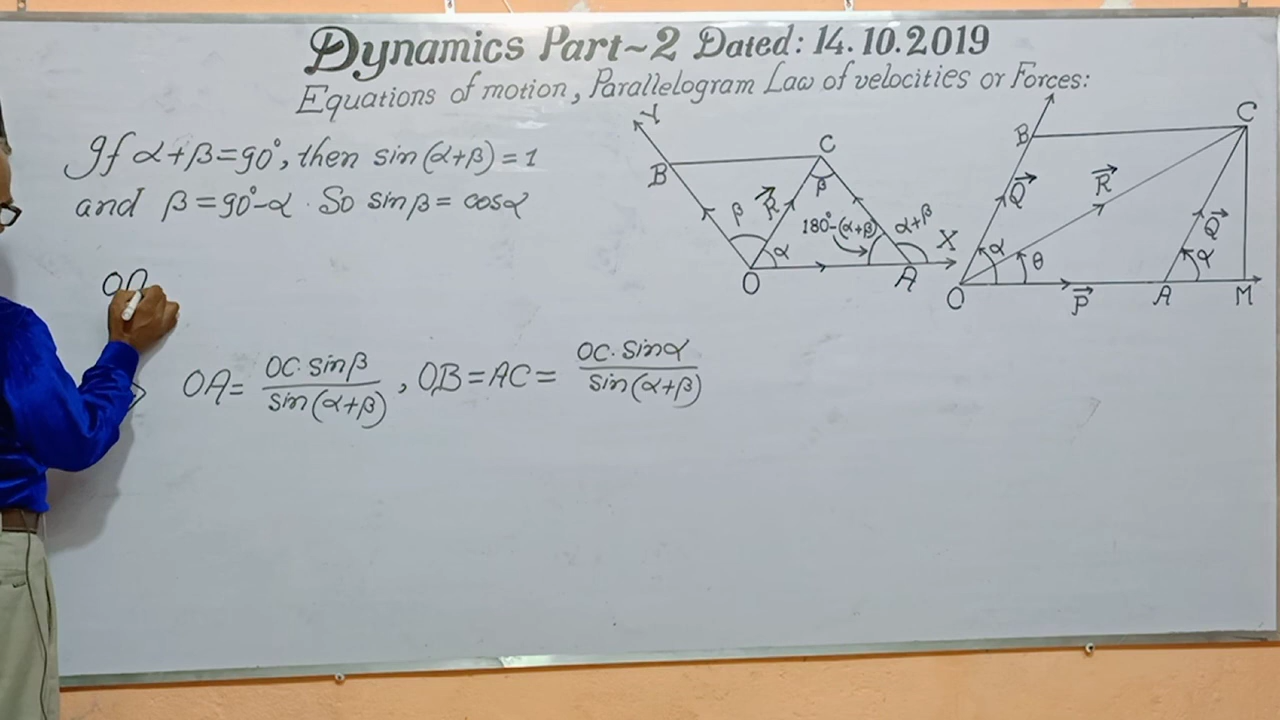 Dynamics Part~2 Dated: 14.10.2019
Equations of motion, Parallelogram Law of velocities or Forces:
If α+β=90°, then sin(α+β)=1
and β=90°-α. So sinβ=cosα
OA
OA= OC·sinβ / sin(α+β), OB=AC= OC·sinα / sin(α+β)
Y
B
C
β
β
R⃗
α
180°-(α+β)
α+β
X
O
A
B
C
Q⃗
R⃗
Q⃗
α
θ
α
O
P⃗
A
M